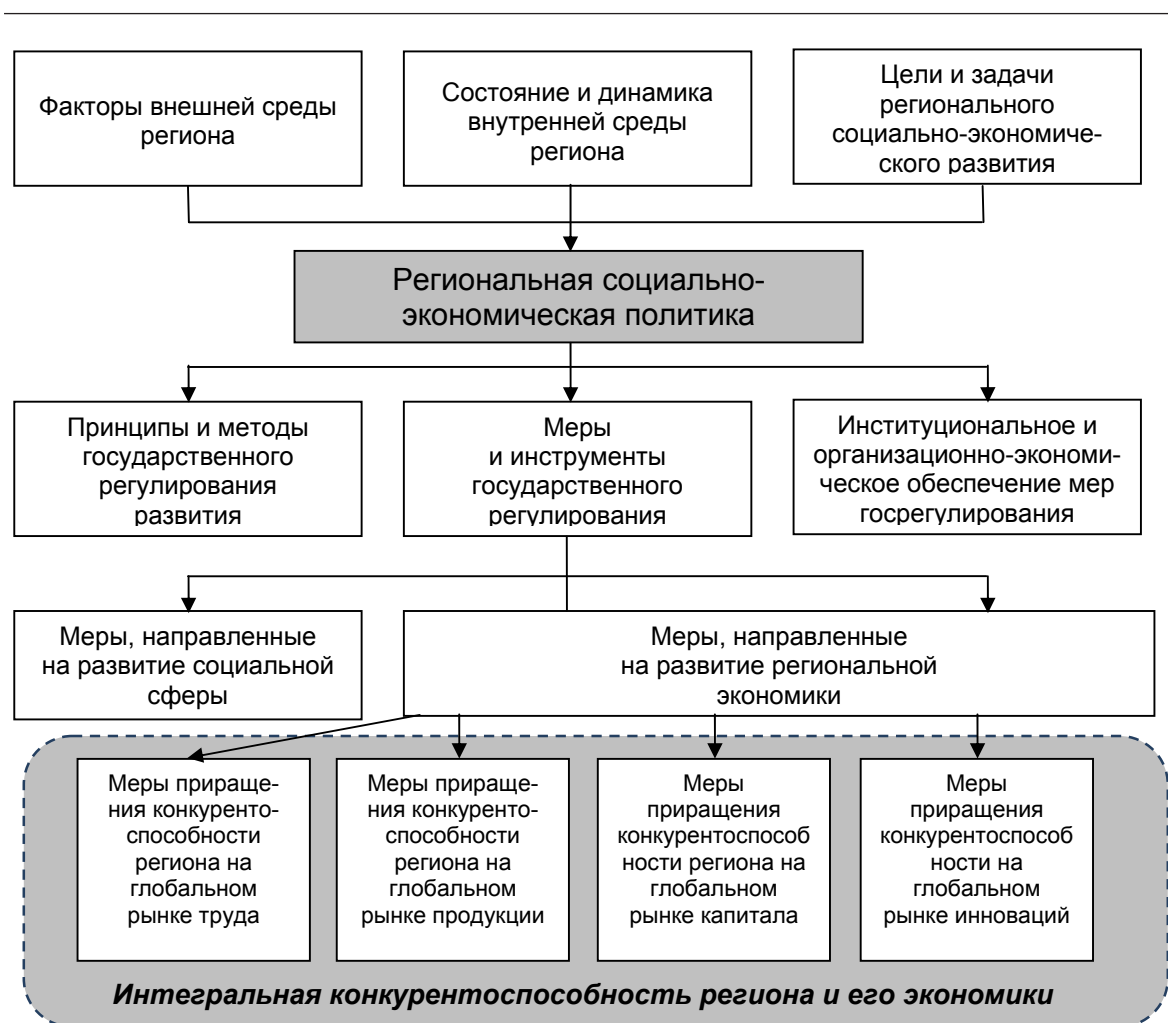 Факторы внешней среды
региона
Состояние и динамика
внутренней среды
региона
Цели и задачи
регионального
социально-экономиче-
ского развития
Региональная социально-
экономическая политика
Принципы и методы
государственного
регулирования
развития
Меры
и инструменты
государственного
регулирования
Институциональное и
организационно-экономи-
ческое обеспечение мер
госрегулирования
Меры, направленные
на развитие социальной
сферы
Меры, направленные
на развитие региональной
экономики
Меры прираще-
ния конкуренто-
способности
региона на
глобальном
рынке труда
Меры прираще-
ния конкуренто-
способности
региона на
глобальном
рынке продукции
Меры
приращения
конкурентоспособ
ности региона на
глобальном
рынке капитала
Меры
приращения
конкурентоспособ
ности на
глобальном
рынке инноваций
Интегральная конкурентоспособность региона и его экономики